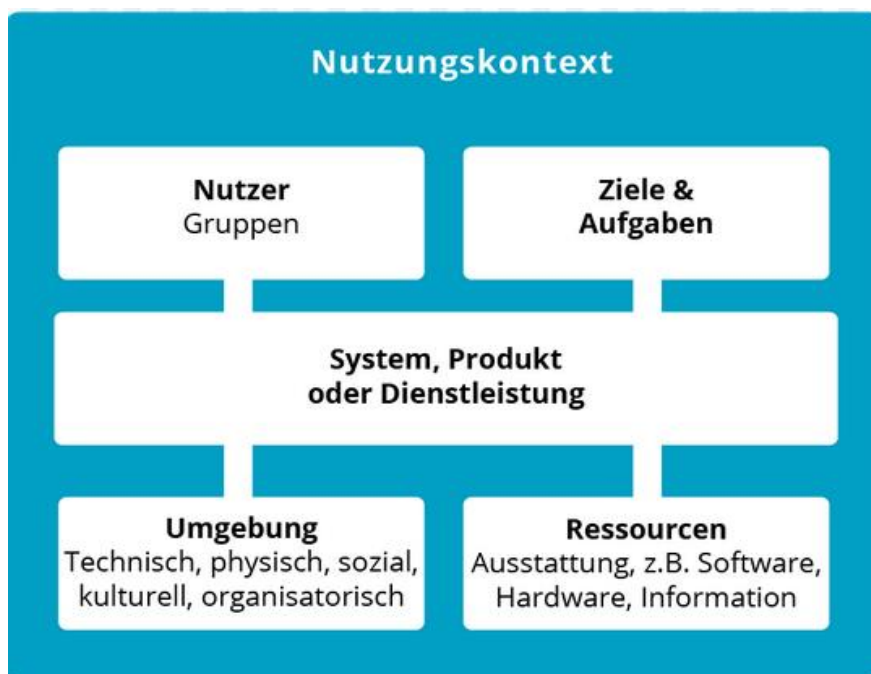 Nutzungskontext
Nutzer
Gruppen
Ziele &
Aufgaben
System, Produkt
oder Dienstleistung
Umgebung
Technisch, physisch, sozial,
kulturell, organisatorisch
Ressourcen
Ausstattung, z.B. Software,
Hardware, Information